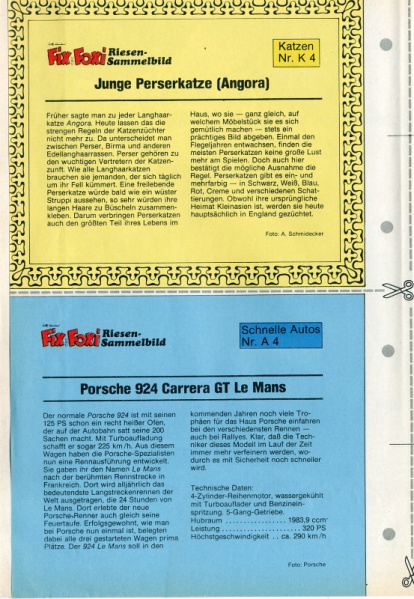 Fix und Foxi Riesen-
Sammelbild
Katzen
Nr. K 4
Junge Perserkatze (Angora)
Früher sagte man zu jeder Langhaar-
katze Angora. Heute lassen das die
strengen Regeln der Katzenzüchter
nicht mehr zu. Da unterscheidet man
zwischen Perser, Birma und anderen
Edellanghaarrassen. Perser gehören zu
den wuchtigen Vertretern der Katzen-
zunft. Wie alle Langhaarkatzen
brauchen sie jemanden, der sich täglich
um ihr Fell kümmert. Eine freilebende
Perserkatze würde bald wie ein wüster
Struppi aussehen, so sehr würden ihre
langen Haare zu Büscheln zusammen-
kleben. Darum verbringen Perserkatzen
auch den größten Teil ihres Lebens im
Haus, wo sie — ganz gleich, auf
welchem Möbelstück sie es sich
gemütlich machen — stets ein
prächtiges Bild abgeben. Einmal den
Flegeljahren entwachsen, finden die
meisten Perserkatzen keine große Lust
mehr am Spielen. Doch auch hier
bestätigt die mögliche Ausnahme die
Regel. Perserkatzen gibt es ein- und
mehrfarbig — in Schwarz, Weiß, Blau,
Rot, Creme und verschiedenen Schat-
tierungen. Obwohl ihre ursprüngliche
Heimat Kleinasien ist, werden sie heute
hauptsächlich in England gezüchtet.
Foto: A. Schmidecker
Fix und Foxi Riesen-
Sammelbild
Schnelle Autos
Nr. A 4
Porsche 924 Carrera GT Le Mans
Der normale Porsche 924 ist mit seinen
125 PS schon ein recht heißer Ofen,
der auf der Autobahn satt seine 200
Sachen macht. Mit Turboaufladung
schafft er sogar 225 km/h. Aus diesem
Wagen haben die Porsche-Spezialisten
nun eine Rennausführung entwickelt.
Sie gaben ihr den Namen Le Mans
nach der berühmten Rennstrecke in
Frankreich. Dort wird alljährlich das
bedeutendste Langstreckenrennen der
Welt ausgetragen, die 24 Stunden von
Le Mans. Dort erlebte der neue
Porsche-Renner auch gleich seine
Feuertaufe. Erfolgsgewohnt, wie man
bei Porsche nun einmal ist, belegten
dabei alle drei gestarteten Wagen prima
Plätze. Der 924 Le Mans soll in den
kommenden Jahren noch viele Tro-
phäen für das Haus Porsche einfahren
bei den verschiedensten Rennen —
auch bei Rallyes. Klar, daß die Tech-
niker dieses Modell im Lauf der Zeit
immer mehr verfeinern werden, wo-
durch es mit Sicherheit noch schneller
wird.
Technische Daten:
4-Zylinder-Reihenmotor, wassergekühlt
mit Turboauflader und Benzinein-
spritzung. 5-Gang-Getriebe.
Hubraum .................. 1983,9 ccm
Leistung ..................... 320 PS
Höchstgeschwindigkeit .. ca. 290 km/h
Foto: Porsche